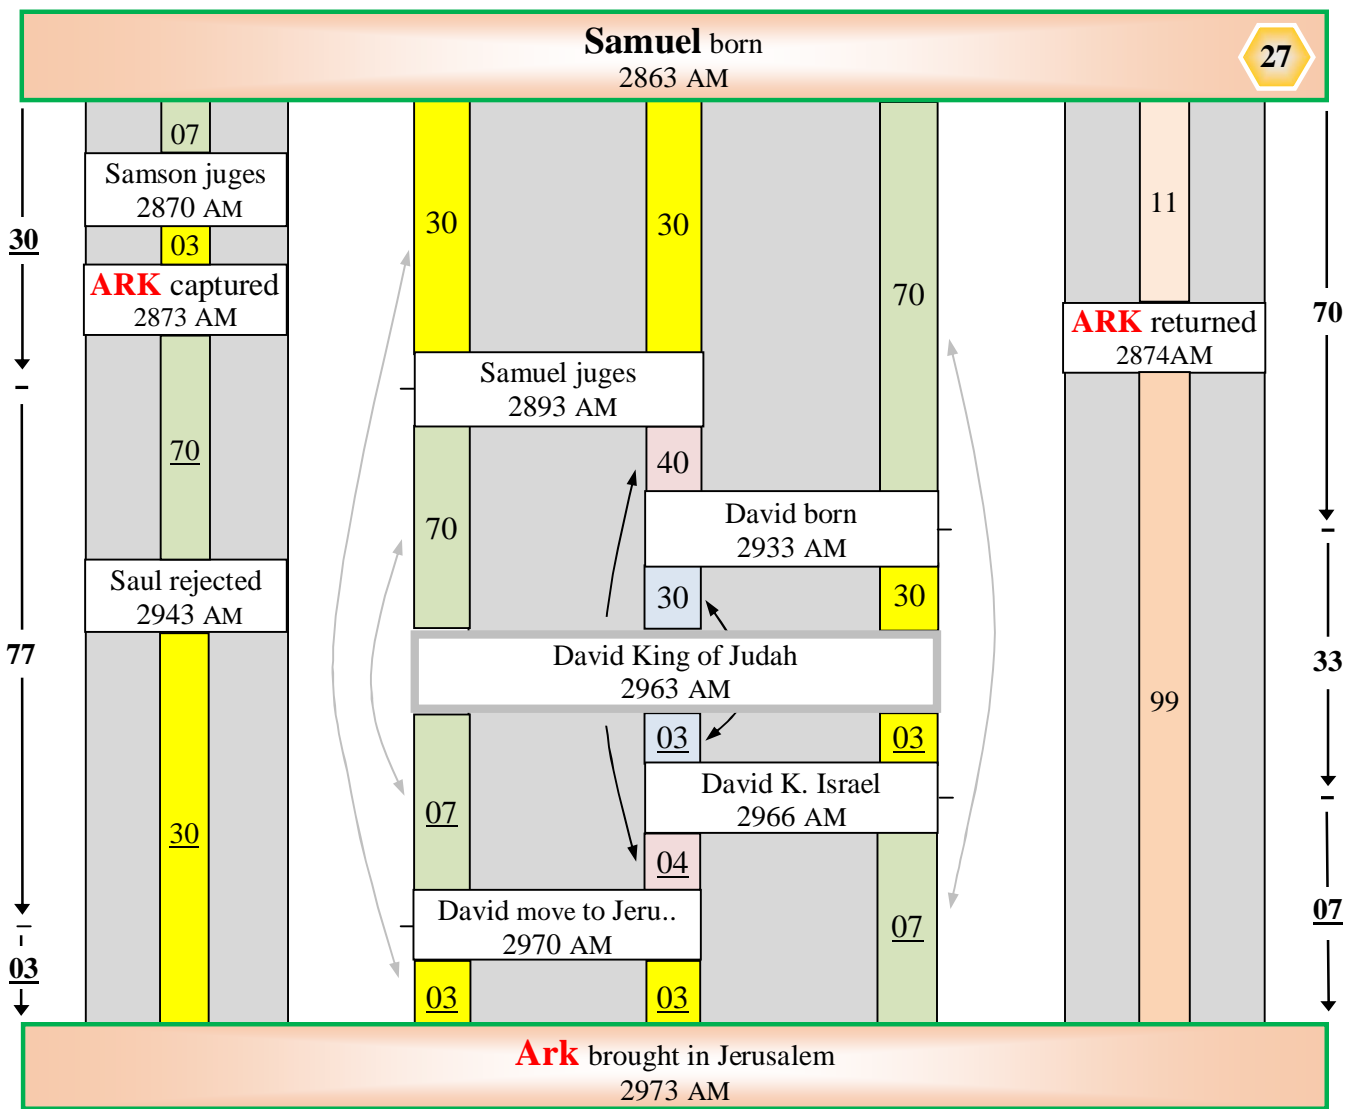 Samuel born
2863 AM
27
07
Samson juges
2870 AM
03
ARK captured
2873 AM
70
Saul rejected
2943 AM
30
30
77
03
30
30
70
Samuel juges
2893 AM
40
70
David born
2933 AM
30
30
David King of Judah
2963 AM
03
03
David K. Israel
2966 AM
07
04
David move to Jeru..
2970 AM
07
03
03
11
ARK returned
2874AM
99
70
33
07
Ark brought in Jerusalem
2973 AM